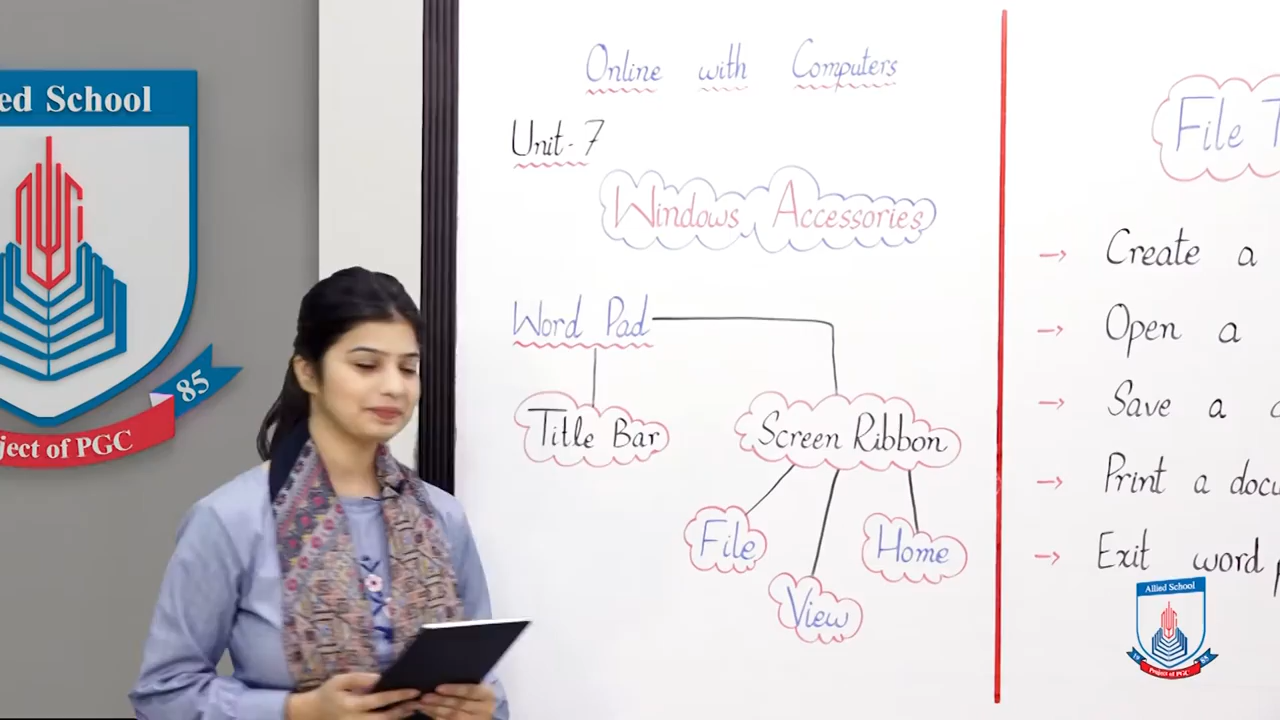 ed School
85
ject of PGC
Online with Computers
Unit-7
Windows Accessories
Word Pad
Title Bar
Screen Ribbon
File
Home
View
File T
Create a
Open a
Save a
Print a docu
Exit word p
Allied School
Project of PGC